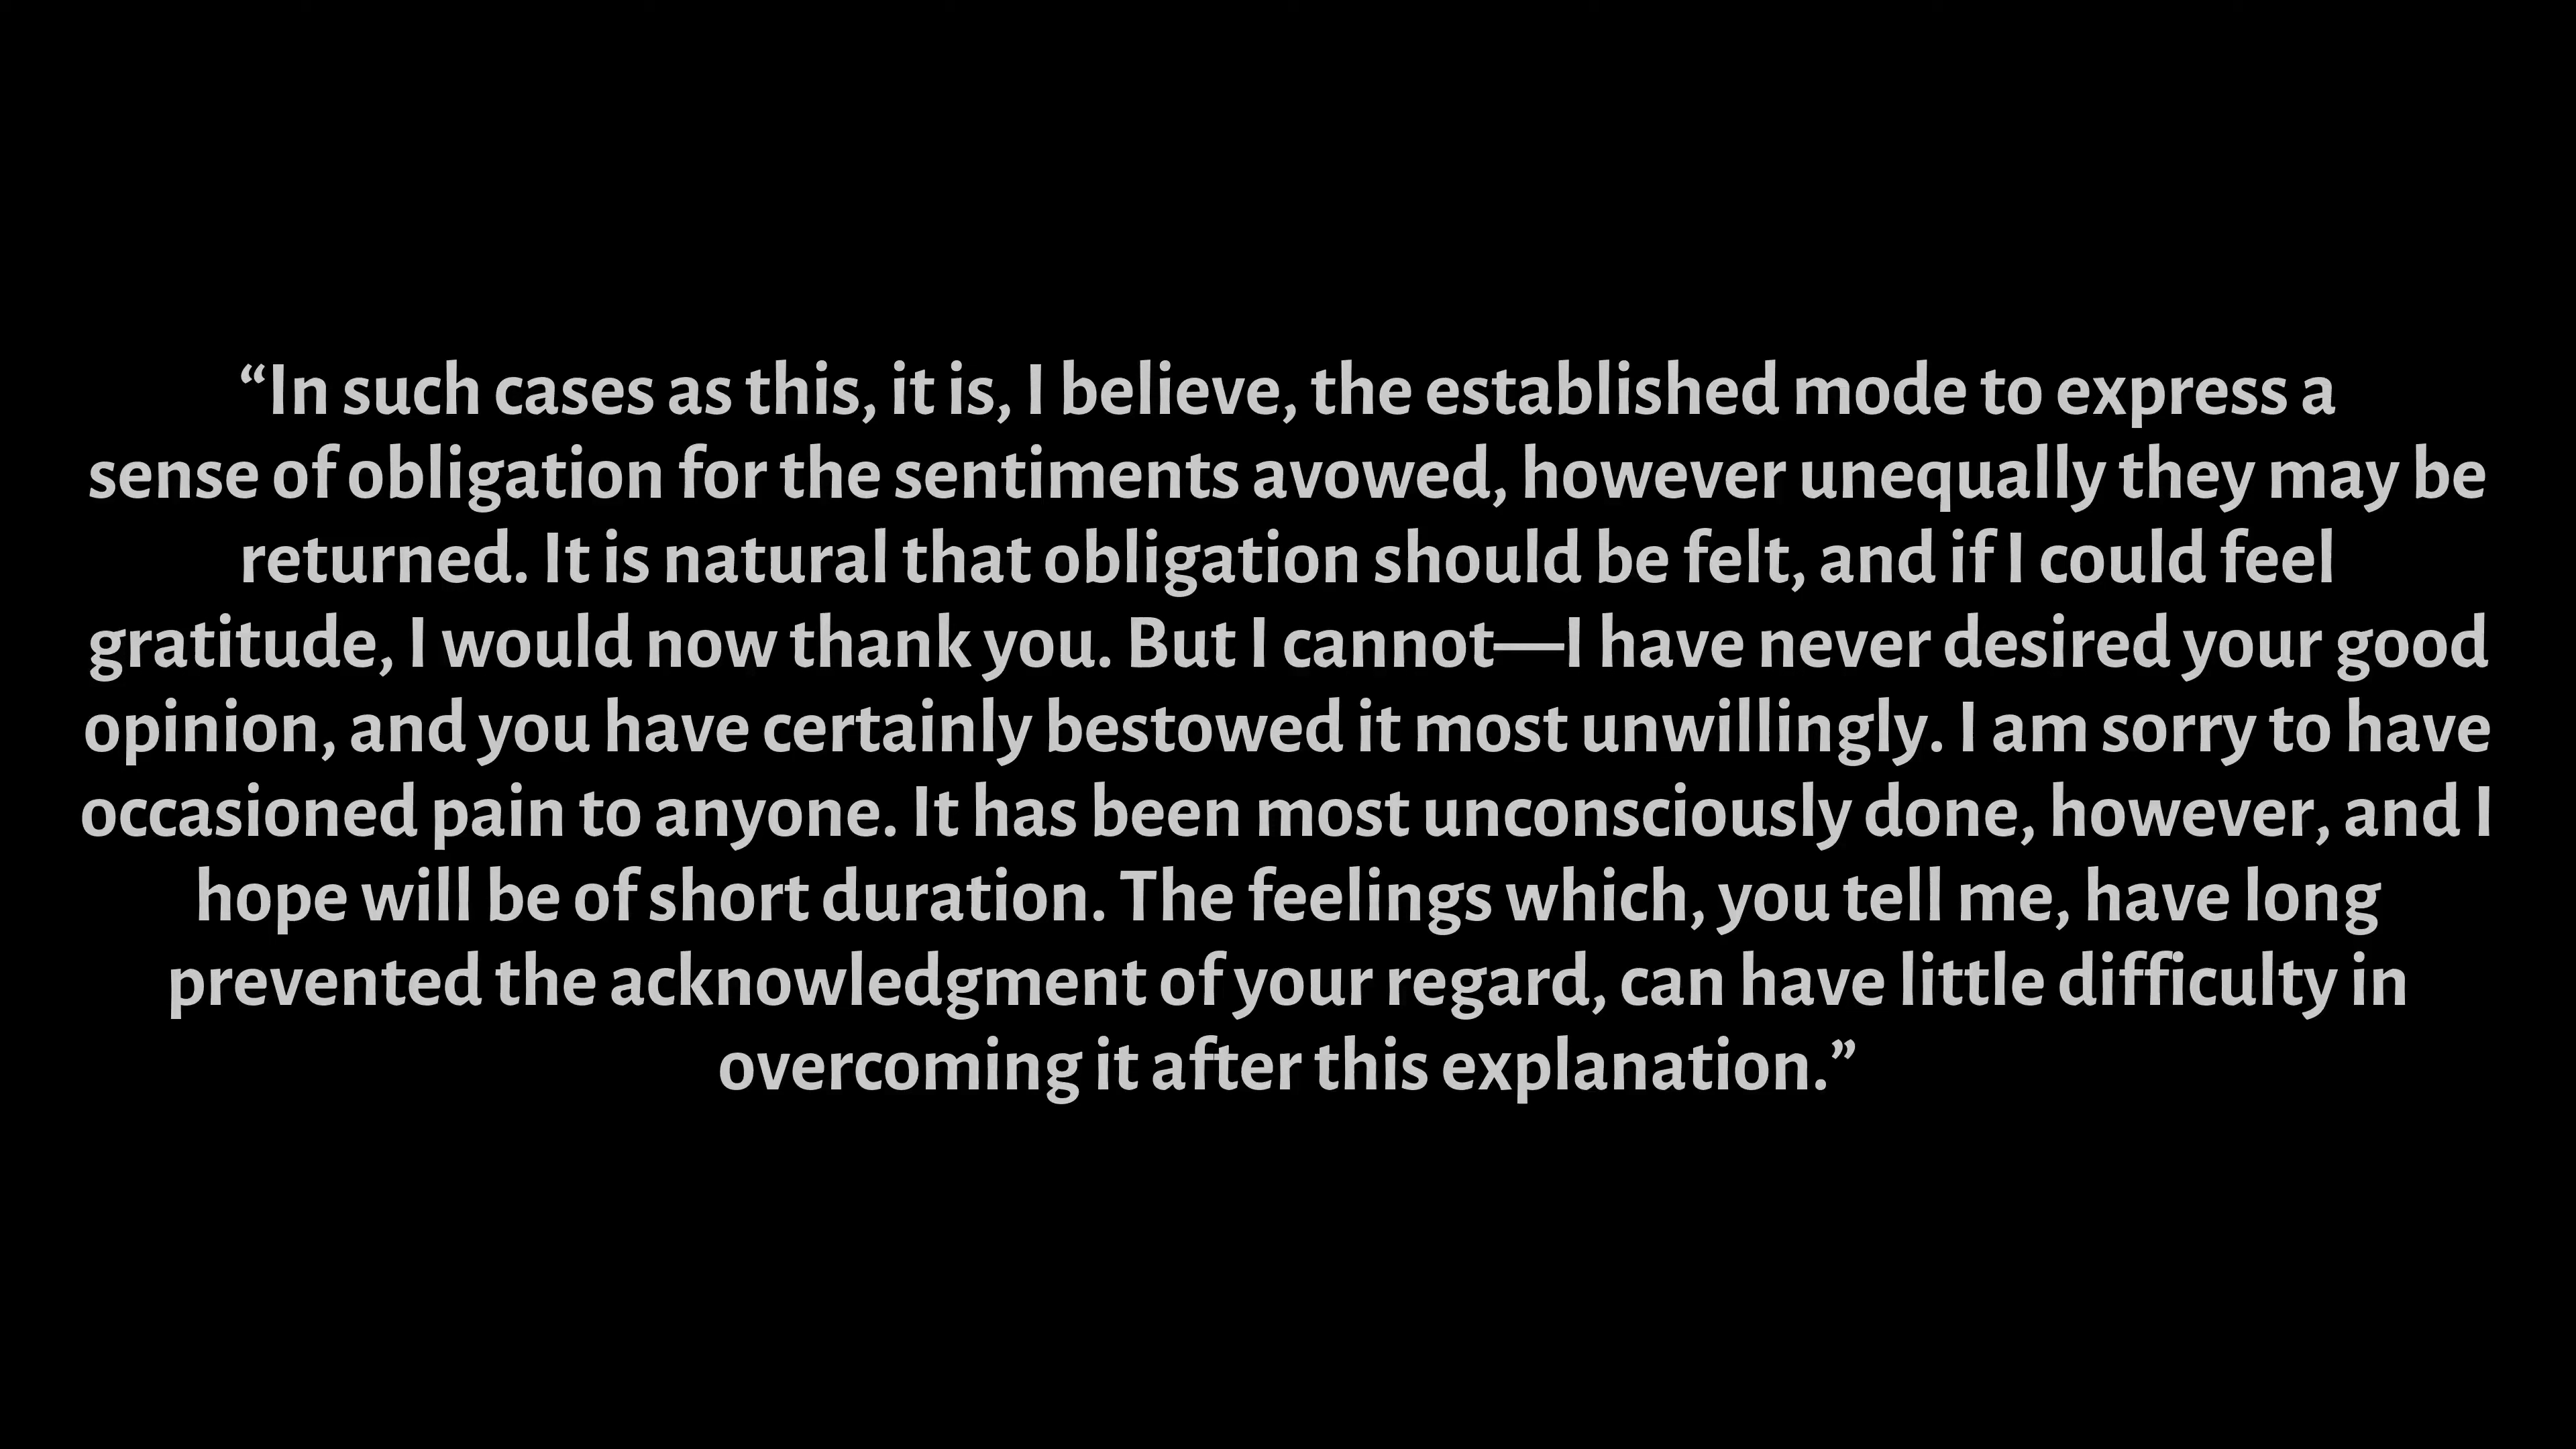 “In such cases as this, it is, I believe, the established mode to express a
sense of obligation for the sentiments avowed, however unequally they may be
returned. It is natural that obligation should be felt, and if I could feel
gratitude, I would now thank you. But I cannot—I have never desired your good
opinion, and you have certainly bestowed it most unwillingly. I am sorry to have
occasioned pain to anyone. It has been most unconsciously done, however, and I
hope will be of short duration. The feelings which, you tell me, have long
prevented the acknowledgment of your regard, can have little difficulty in
overcoming it after this explanation.”